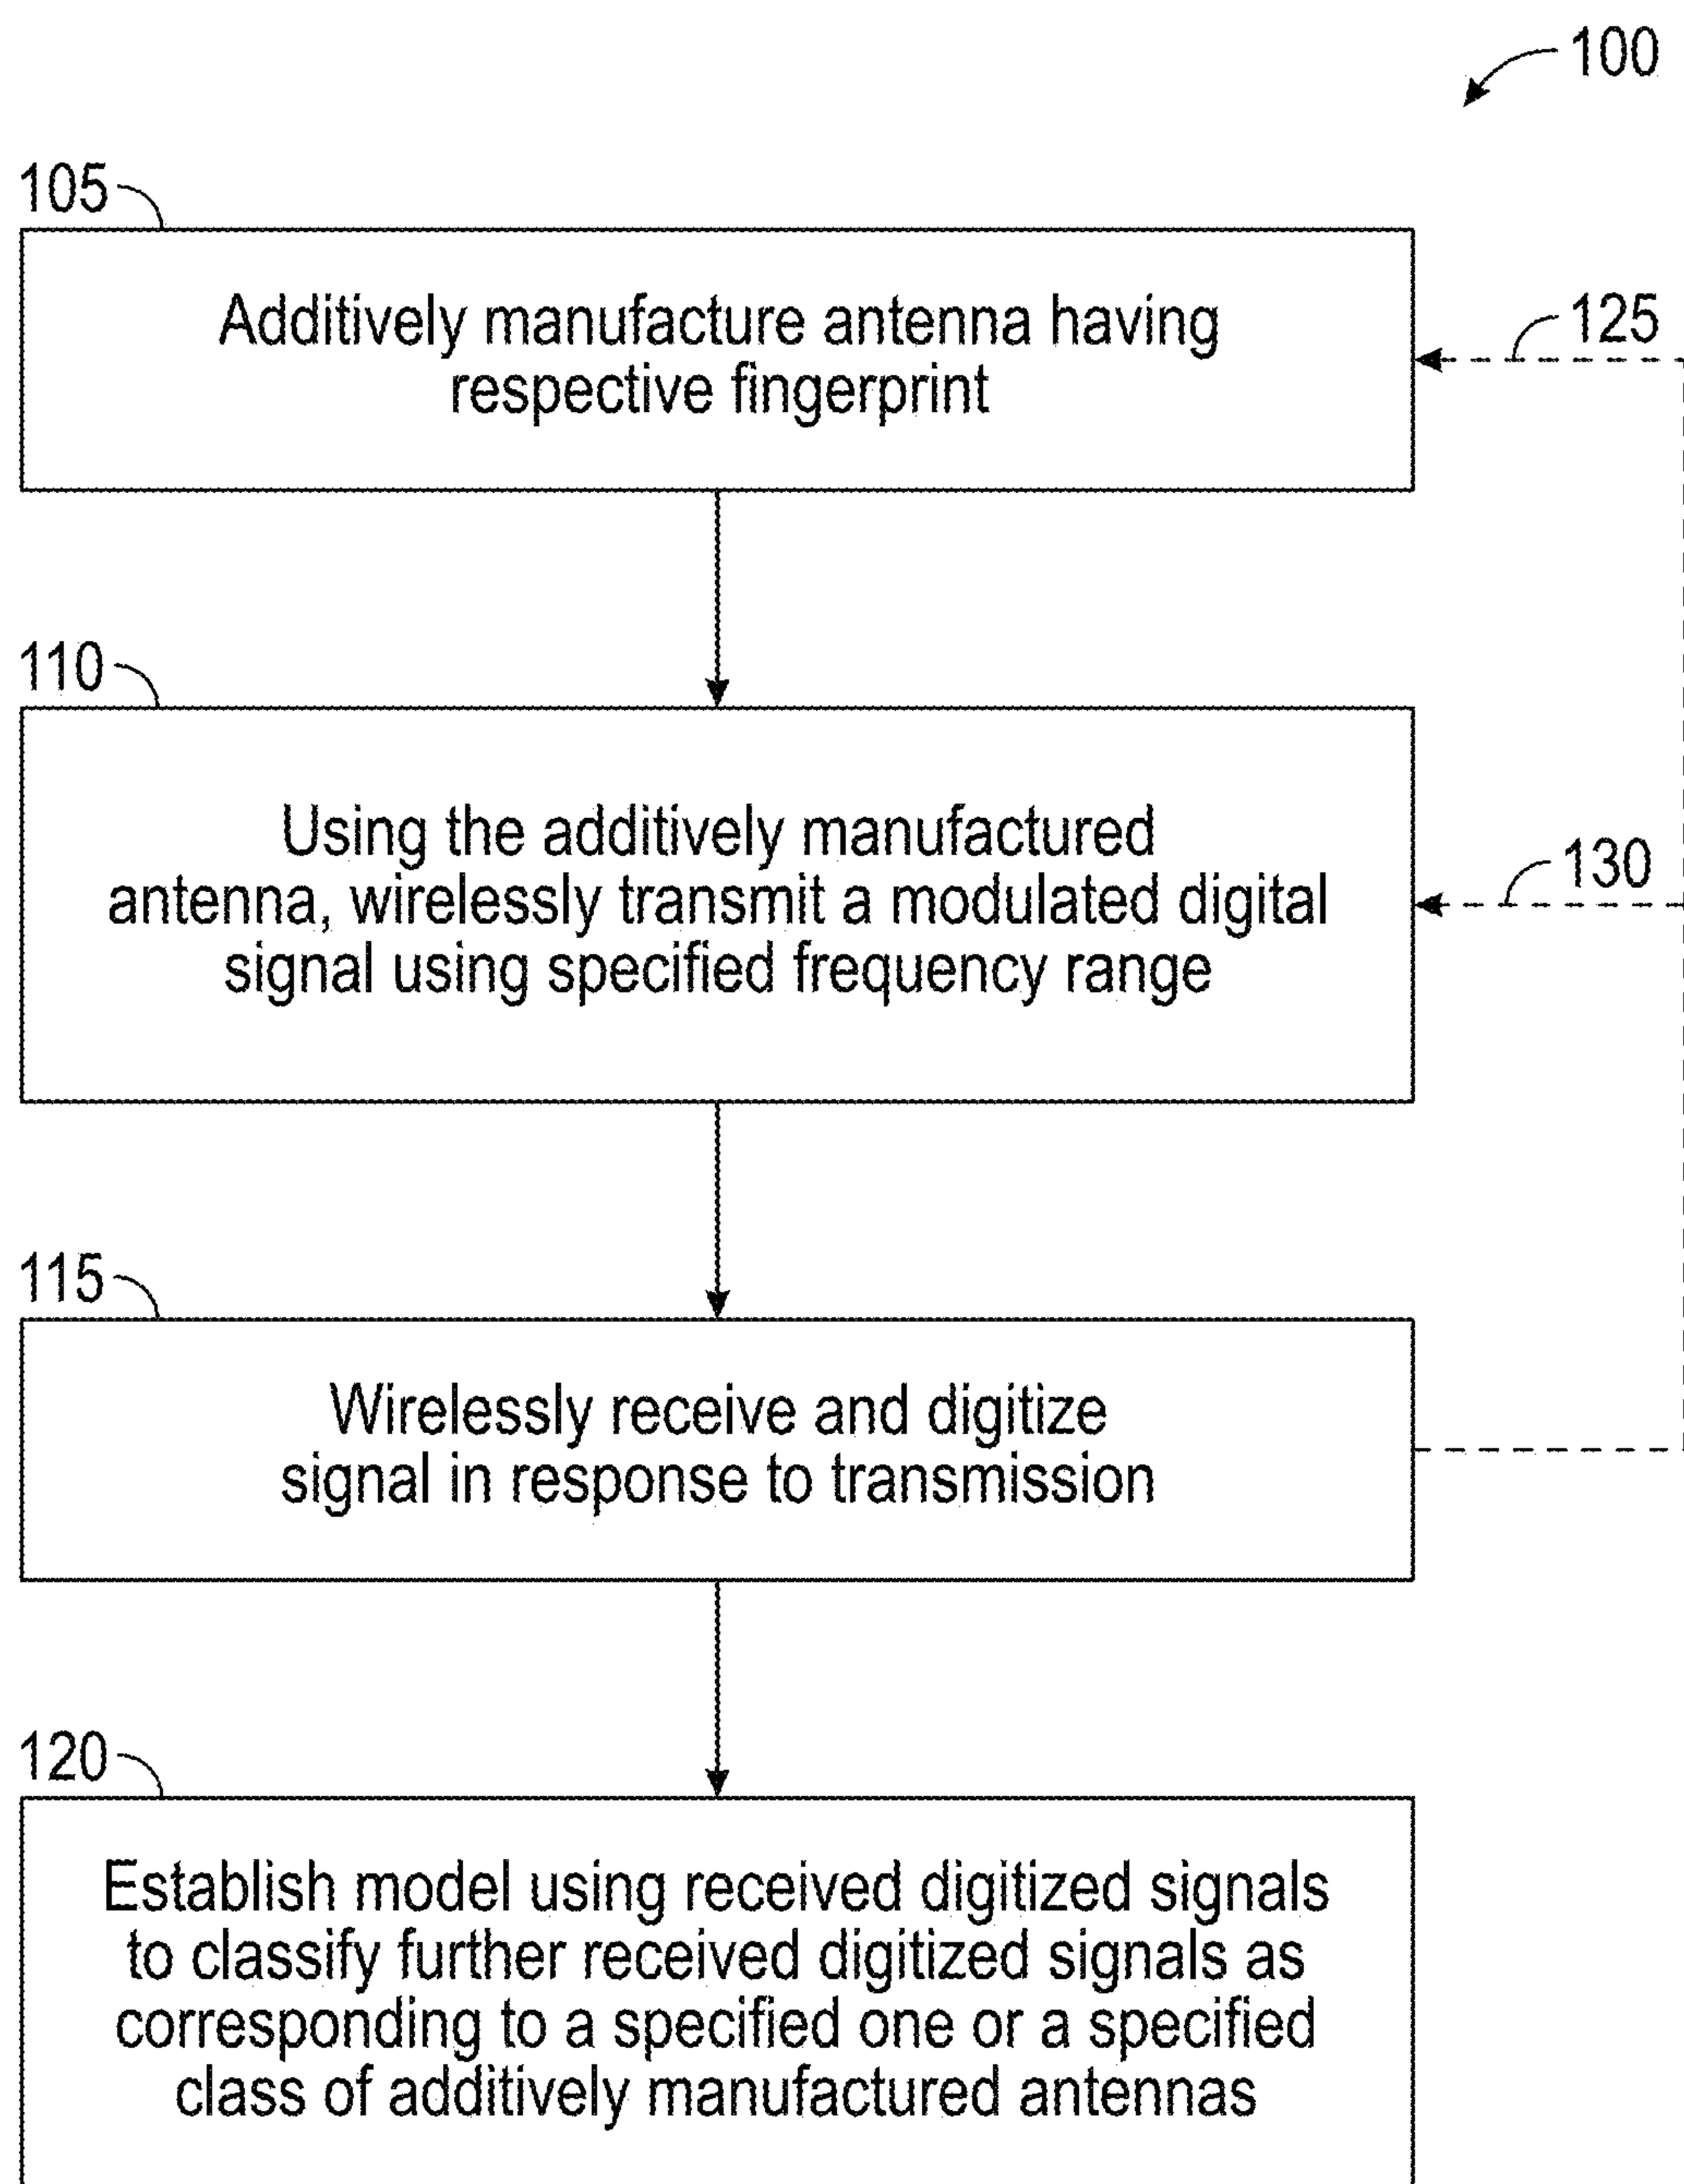 100
105
Additively manufacture antenna having
respective fingerprint
125
110
Using the additively manufactured
antenna, wirelessly transmit a modulated digital
signal using specified frequency range
130
115
Wirelessly receive and digitize
signal in response to transmission
120
Establish model using received digitized signals
to classify further received digitized signals as
corresponding to a specified one or a specified
class of additively manufactured antennas